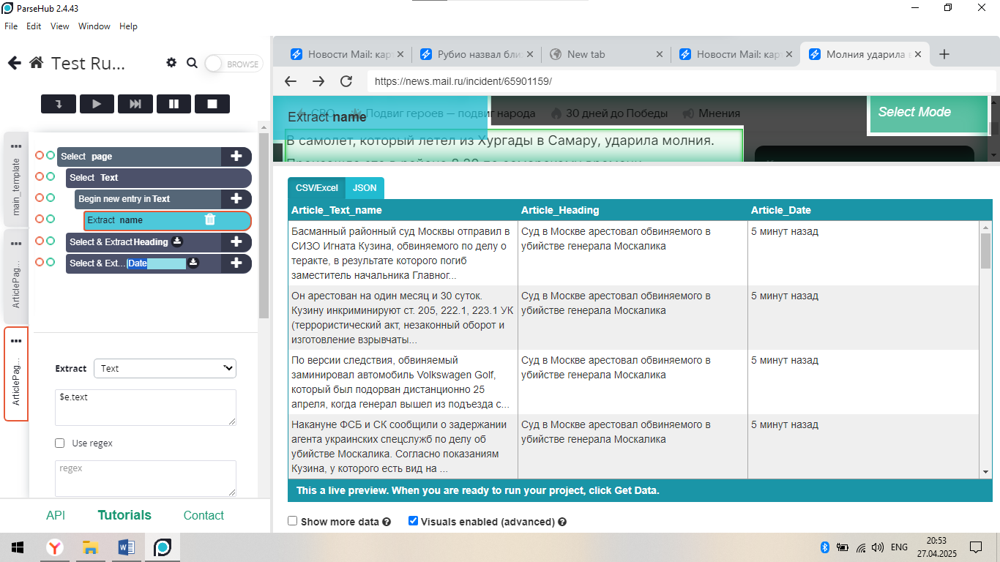 ParseHub 2.4.43
File Edit View Window Help
Test Ru...
BROWSE
Новости Mail: кар
Рубио назвал бли
New tab
Новости Mail: кар
Молния ударила в
https://news.mail.ru/incident/65901159/
main_template
ArticlePag...
ArticlePag...
Select page
Select Text
Begin new entry in Text
Extract name
Select & Extract Heading
Select & Ext... Date
Extract Text
$e.text
Use regex
regex
API Tutorials Contact
СВО Подвиг героев — подвиг народа 30 дней до Победы Мнения
Extract name
Select Mode
В самолет, который летел из Хургады в Самару, ударила молния.
CSV/Excel JSON
Article_Text_name Article_Heading Article_Date
Басманный районный суд Москвы отправил в
СИЗО Игната Кузина, обвиняемого по делу о
теракте, в результате которого погиб
заместитель начальника Главног...
Суд в Москве арестовал обвиняемого в
убийстве генерала Москалика
5 минут назад
Он арестован на один месяц и 30 суток.
Кузину инкриминируют ст. 205, 222.1, 223.1 УК
(террористический акт, незаконный оборот и
изготовление взрывчаты...
Суд в Москве арестовал обвиняемого в
убийстве генерала Москалика
5 минут назад
По версии следствия, обвиняемый
заминировал автомобиль Volkswagen Golf,
который был подорван дистанционно 25
апреля, когда генерал вышел из подъезда с...
Суд в Москве арестовал обвиняемого в
убийстве генерала Москалика
5 минут назад
Накануне ФСБ и СК сообщили о задержании
агента украинских спецслужб по делу об
убийстве Москалика. Согласно показаниям
Кузина, у которого есть вид на ...
Суд в Москве арестовал обвиняемого в
убийстве генерала Москалика
5 минут назад
This a live preview. When you are ready to run your project, click Get Data.
Show more data Visuals enabled (advanced)
ENG
20:53
27.04.2025